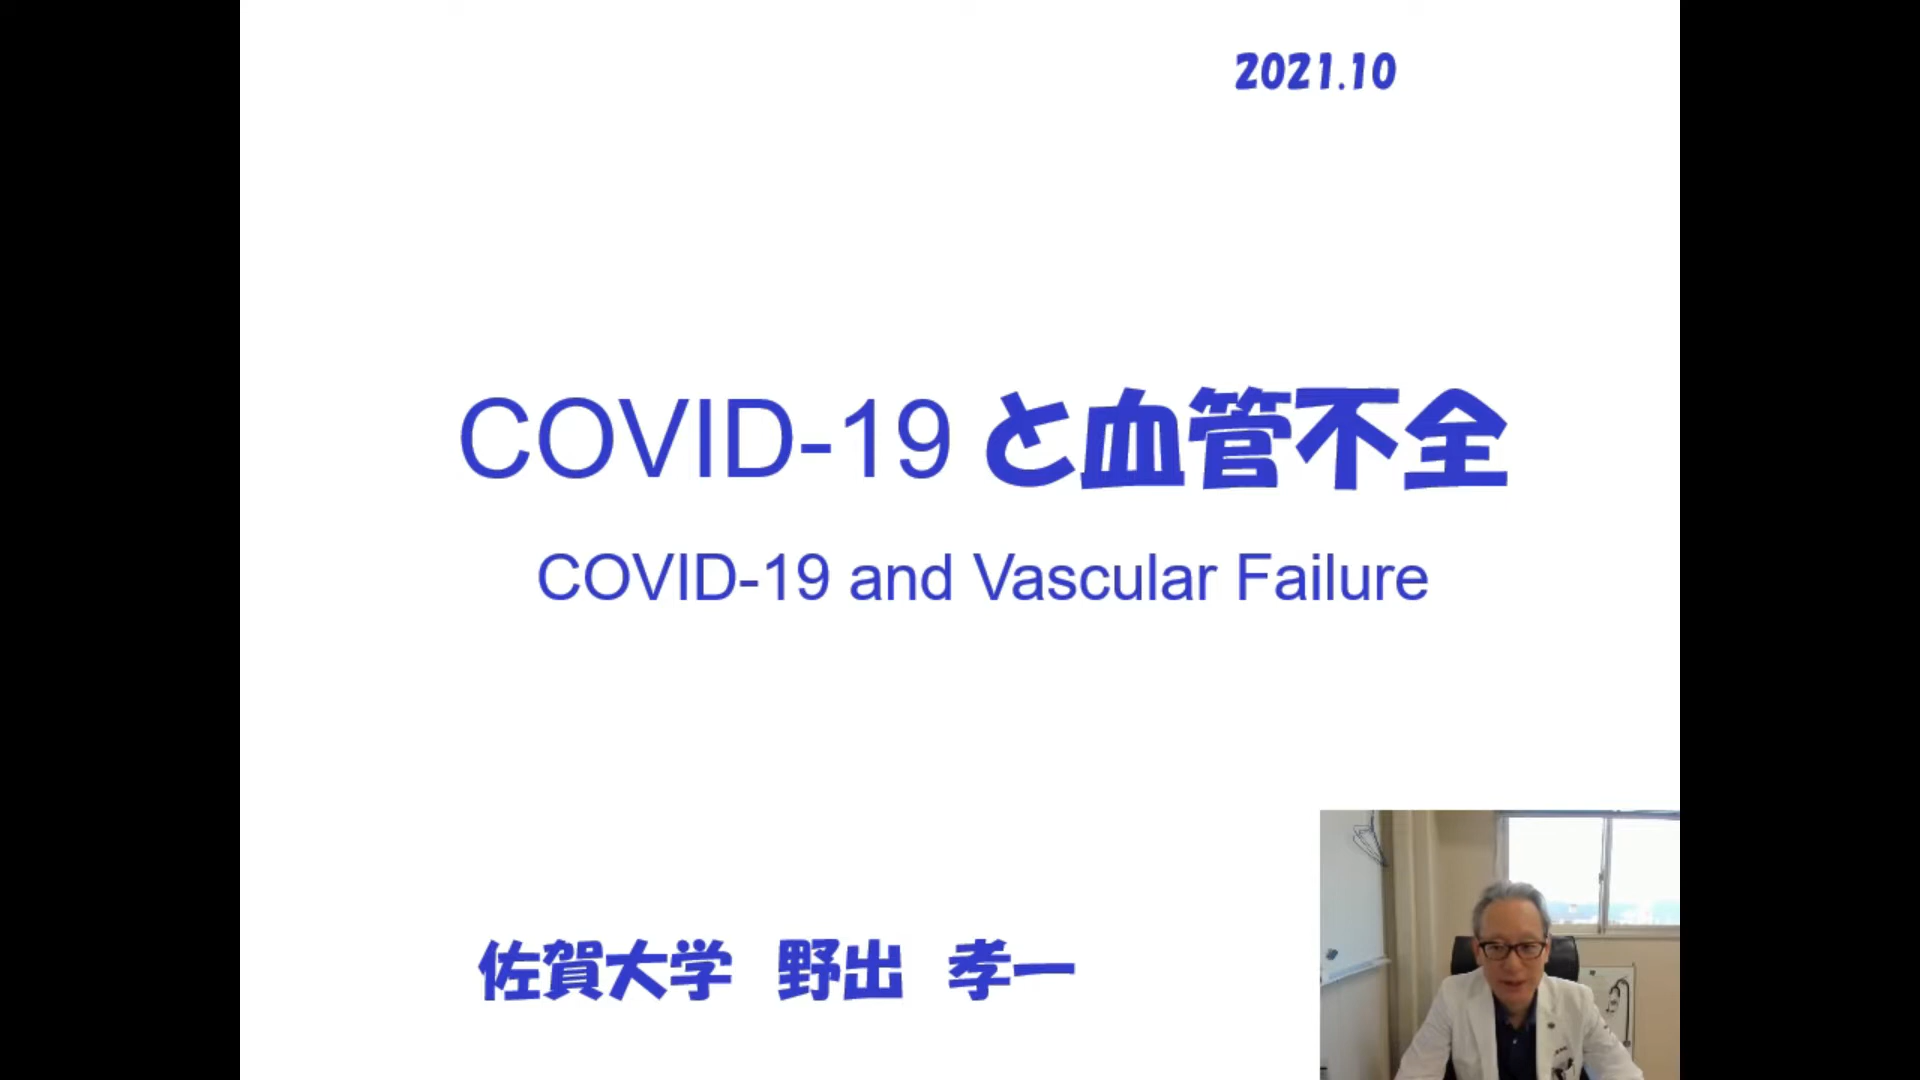 2021.10
COVID-19 と血管不全
COVID-19 and Vascular Failure
佐賀大学 野出 孝一